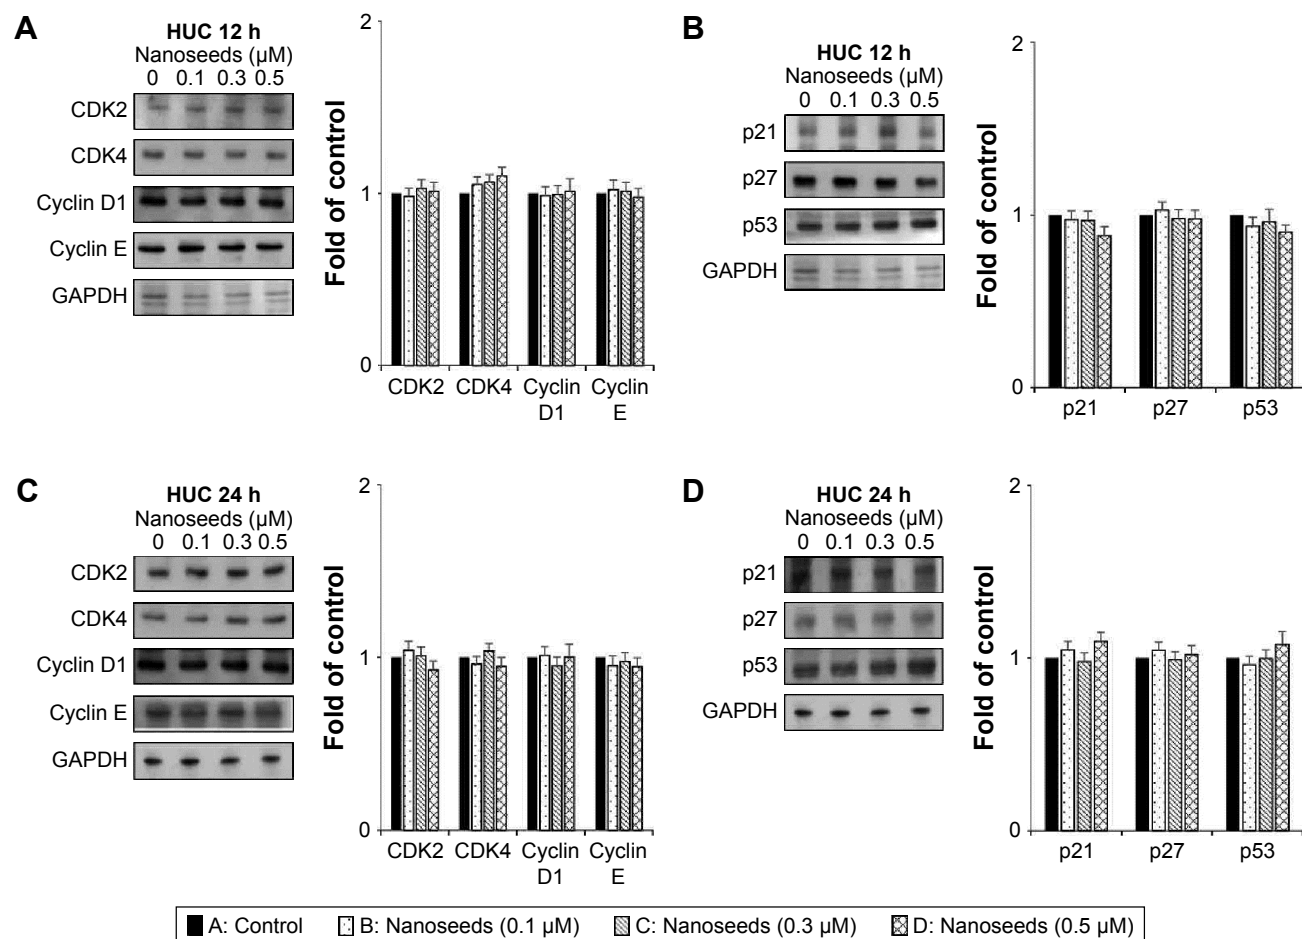 A
HUC 12 h
Nanoseeds (µM)
0 0.1 0.3 0.5
CDK2
CDK4
Cyclin D1
Cyclin E
GAPDH
Fold of control
2
1
0
CDK2 CDK4 Cyclin D1 Cyclin E
B
HUC 12 h
Nanoseeds (µM)
0 0.1 0.3 0.5
p21
p27
p53
GAPDH
Fold of control
2
1
0
p21 p27 p53
C
HUC 24 h
Nanoseeds (µM)
0 0.1 0.3 0.5
CDK2
CDK4
Cyclin D1
Cyclin E
GAPDH
Fold of control
2
1
0
CDK2 CDK4 Cyclin D1 Cyclin E
D
HUC 24 h
Nanoseeds (µM)
0 0.1 0.3 0.5
p21
p27
p53
GAPDH
Fold of control
2
1
0
p21 p27 p53
A: Control B: Nanoseeds (0.1 µM) C: Nanoseeds (0.3 µM) D: Nanoseeds (0.5 µM)